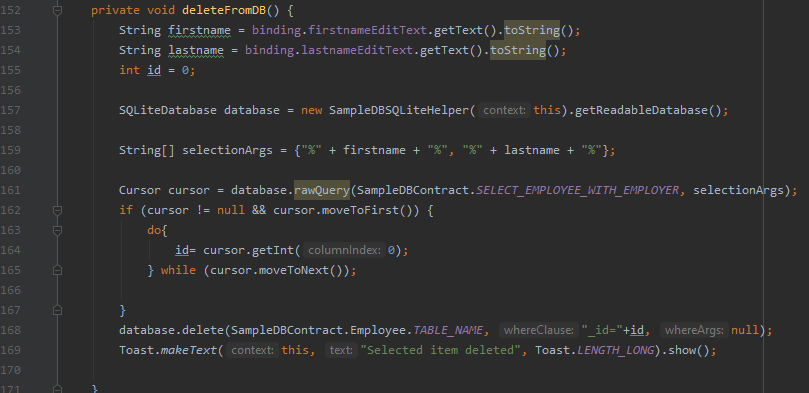 152 private void deleteFromDB() {
153 String firstname = binding.firstnameEditText.getText().toString();
154 String lastname = binding.lastnameEditText.getText().toString();
155 int id = 0;
156
157 SQLiteDatabase database = new SampleDBSQLiteHelper( context: this).getReadableDatabase();
158
159 String[] selectionArgs = {"%" + firstname + "%", "%" + lastname + "%"};
160
161 Cursor cursor = database.rawQuery(SampleDBContract.SELECT_EMPLOYEE_WITH_EMPLOYER, selectionArgs);
162 if (cursor != null && cursor.moveToFirst()) {
163 do{
164 id= cursor.getInt( columnIndex: 0);
165 } while (cursor.moveToNext());
166
167 }
168 database.delete(SampleDBContract.Employee.TABLE_NAME, whereClause: "_id="+id, whereArgs: null);
169 Toast.makeText( context: this, text: "Selected item deleted", Toast.LENGTH_LONG).show();
170
171 }